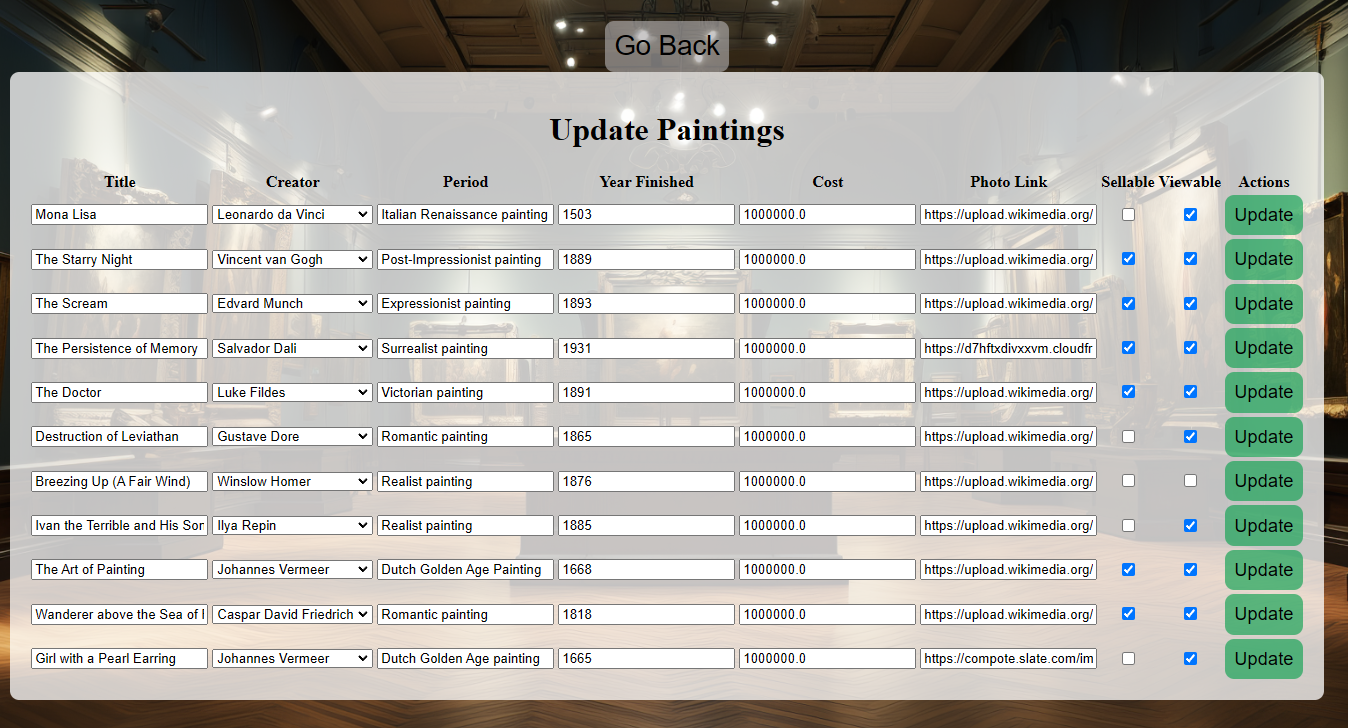 Go Back
Update Paintings
Title Creator Period Year Finished Cost Photo Link Sellable Viewable Actions
Mona Lisa Leonardo da Vinci Italian Renaissance painting 1503 1000000.0 https://upload.wikimedia.org/ Update
The Starry Night Vincent van Gogh Post-Impressionist painting 1889 1000000.0 https://upload.wikimedia.org/ Update
The Scream Edvard Munch Expressionist painting 1893 1000000.0 https://upload.wikimedia.org/ Update
The Persistence of Memory Salvador Dali Surrealist painting 1931 1000000.0 https://d7hftxdivxxvm.cloudfr Update
The Doctor Luke Fildes Victorian painting 1891 1000000.0 https://upload.wikimedia.org/ Update
Destruction of Leviathan Gustave Dore Romantic painting 1865 1000000.0 https://upload.wikimedia.org/ Update
Breezing Up (A Fair Wind) Winslow Homer Realist painting 1876 1000000.0 https://upload.wikimedia.org/ Update
Ivan the Terrible and His Son Ilya Repin Realist painting 1885 1000000.0 https://upload.wikimedia.org/ Update
The Art of Painting Johannes Vermeer Dutch Golden Age Painting 1668 1000000.0 https://upload.wikimedia.org/ Update
Wanderer above the Sea of Caspar David Friedrich Romantic painting 1818 1000000.0 https://upload.wikimedia.org/ Update
Girl with a Pearl Earring Johannes Vermeer Dutch Golden Age painting 1665 1000000.0 https://compote.slate.com/im Update